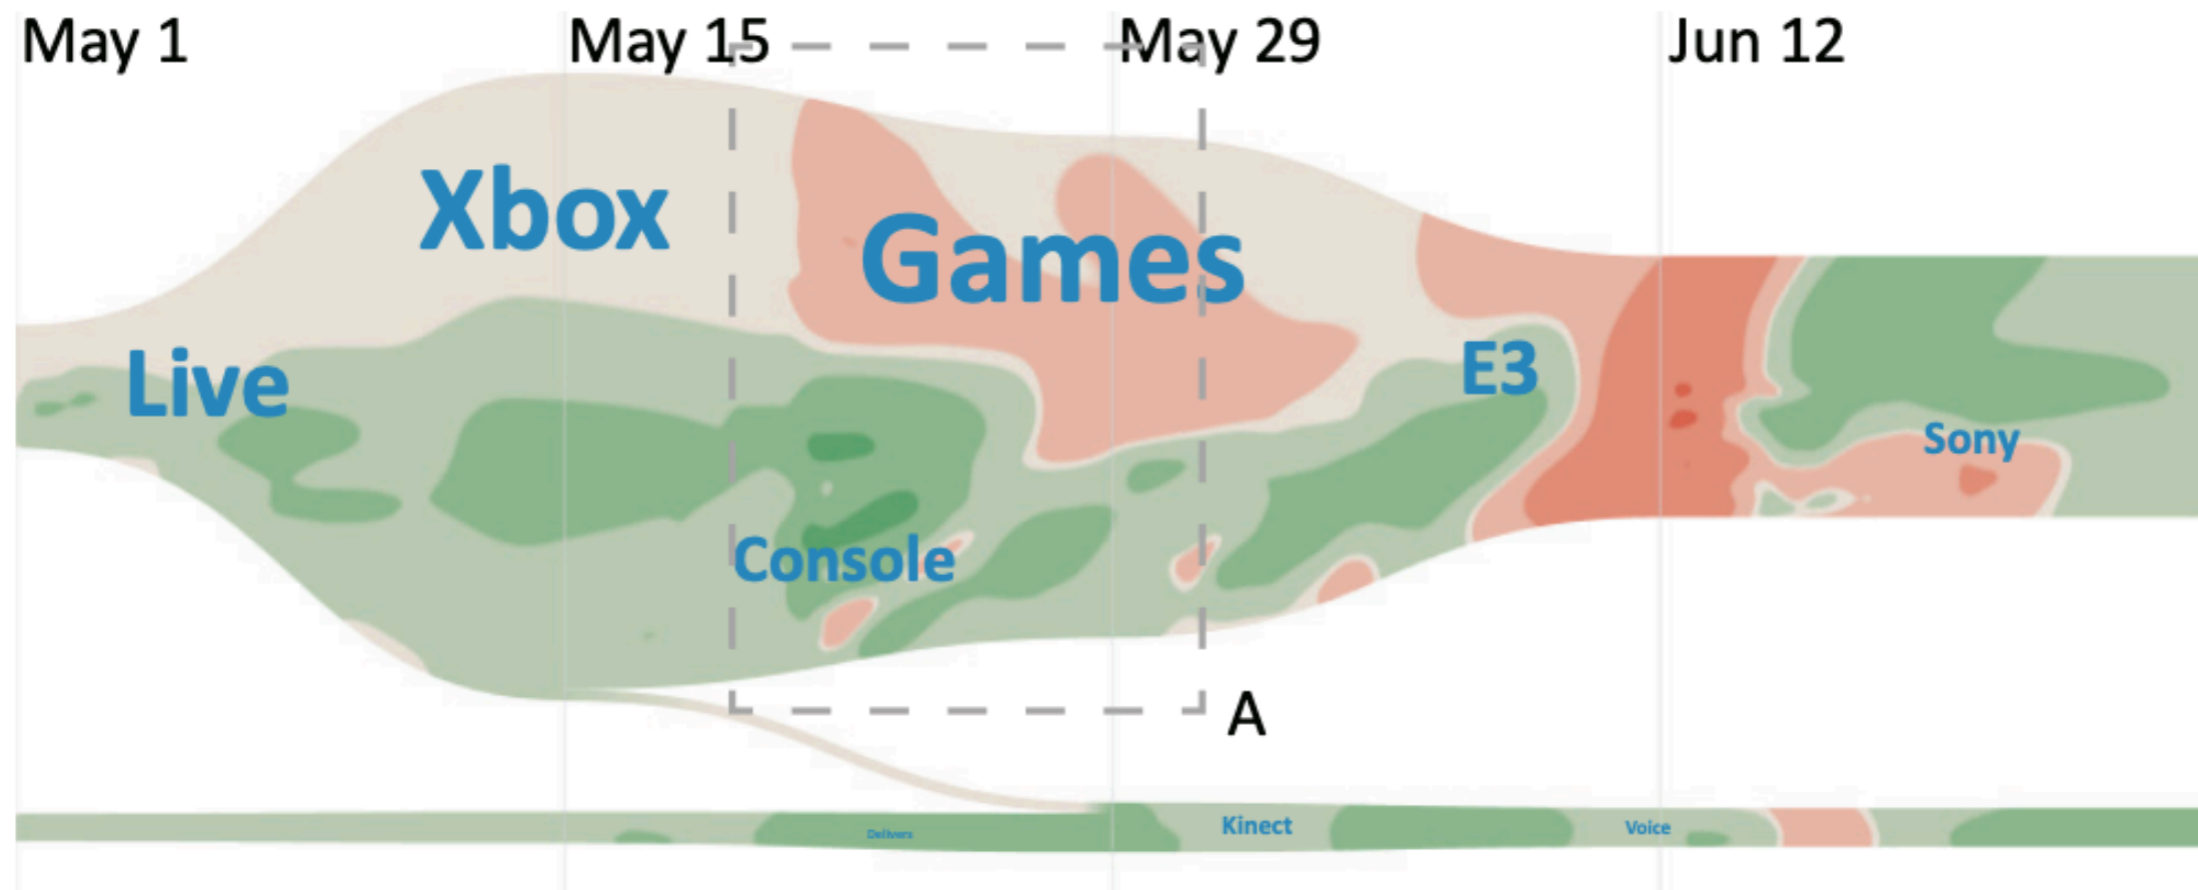 May 1 May 15 May 29 Jun 12
Xbox
Games
Live
E3
Sony
Console
A
Delivers
Kinect
Voice